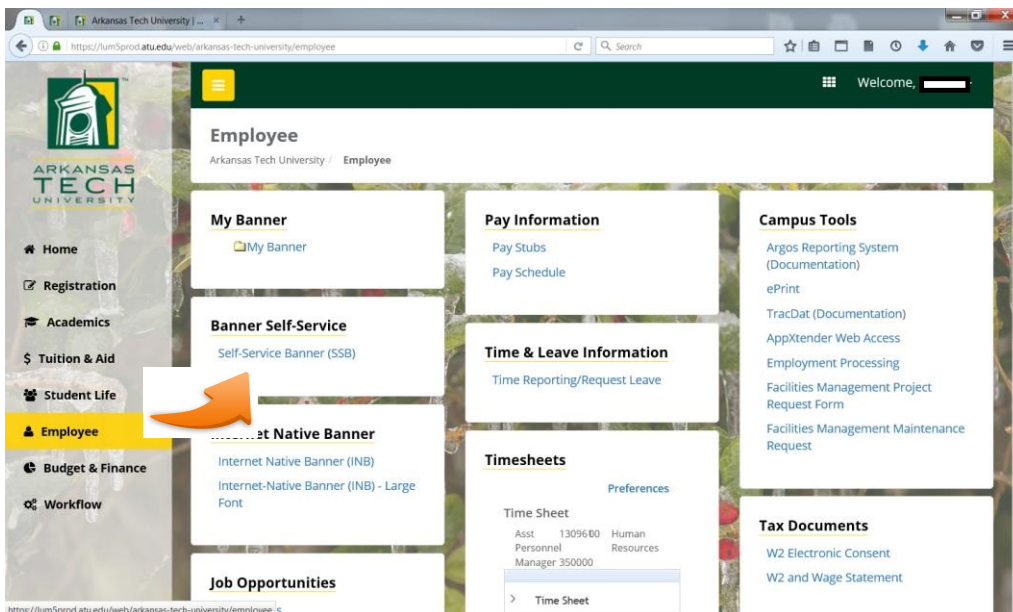 Arkansas Tech University | ... × +
https://lum5prod.atu.edu/web/arkansas-tech-university/employee
Search
Welcome,
ARKANSAS
TECH
UNIVERSITY
Home
Registration
Academics
$ Tuition & Aid
Student Life
Employee
Budget & Finance
Workflow
Employee
Arkansas Tech University / Employee
My Banner
My Banner
Banner Self-Service
Self-Service Banner (SSB)
Native Banner
Internet Native Banner (INB)
Internet-Native Banner (INB) - Large
Font
Job Opportunities
Pay Information
Pay Stubs
Pay Schedule
Time & Leave Information
Time Reporting/Request Leave
Timesheets
Preferences
Time Sheet
Asst Human
Personnel Resources
Manager 350000
> Time Sheet
Campus Tools
Argos Reporting System
(Documentation)
ePrint
TracDat (Documentation)
AppXtender Web Access
Employment Processing
Facilities Management Project
Request Form
Facilities Management Maintenance
Request
Tax Documents
W2 Electronic Consent
W2 and Wage Statement
https://lum5prod.atu.edu/web/arkansas-tech-university/employee